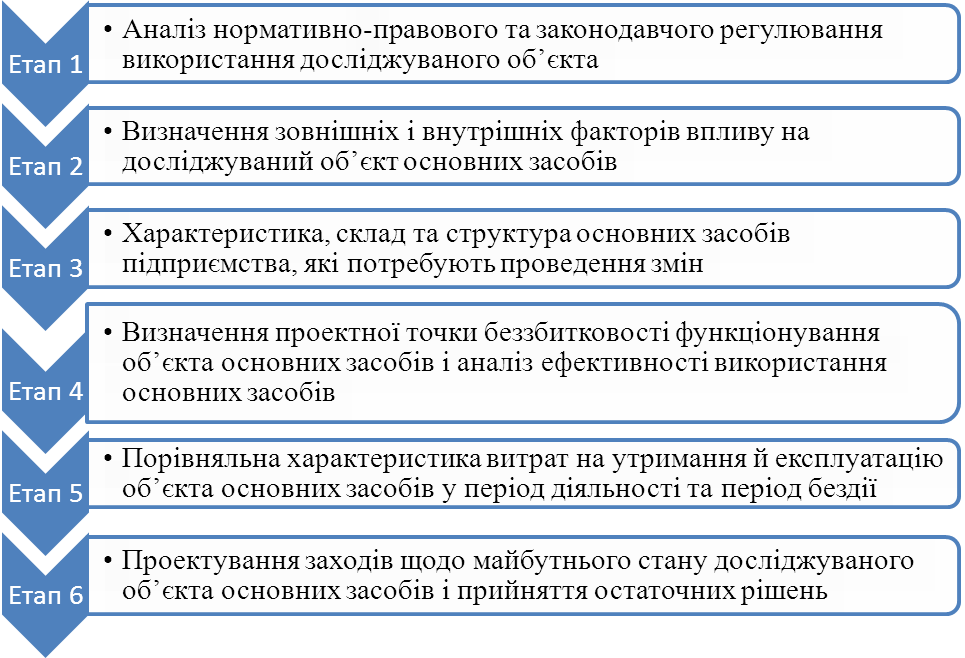 Етап 1
• Аналіз нормативно-правового та законодавчого регулювання
використання досліджуваного об’єкта
Етап 2
• Визначення зовнішніх і внутрішніх факторів впливу на
досліджуваний об’єкт основних засобів
Етап 3
• Характеристика, склад та структура основних засобів
підприємства, які потребують проведення змін
Етап 4
• Визначення проектної точки беззбитковості функціонування
об’єкта основних засобів і аналіз ефективності використання
основних засобів
Етап 5
• Порівняльна характеристика витрат на утримання й експлуатацію
об’єкта основних засобів у період діяльності та період бездії
Етап 6
• Проектування заходів щодо майбутнього стану досліджуваного
об’єкта основних засобів і прийняття остаточних рішень